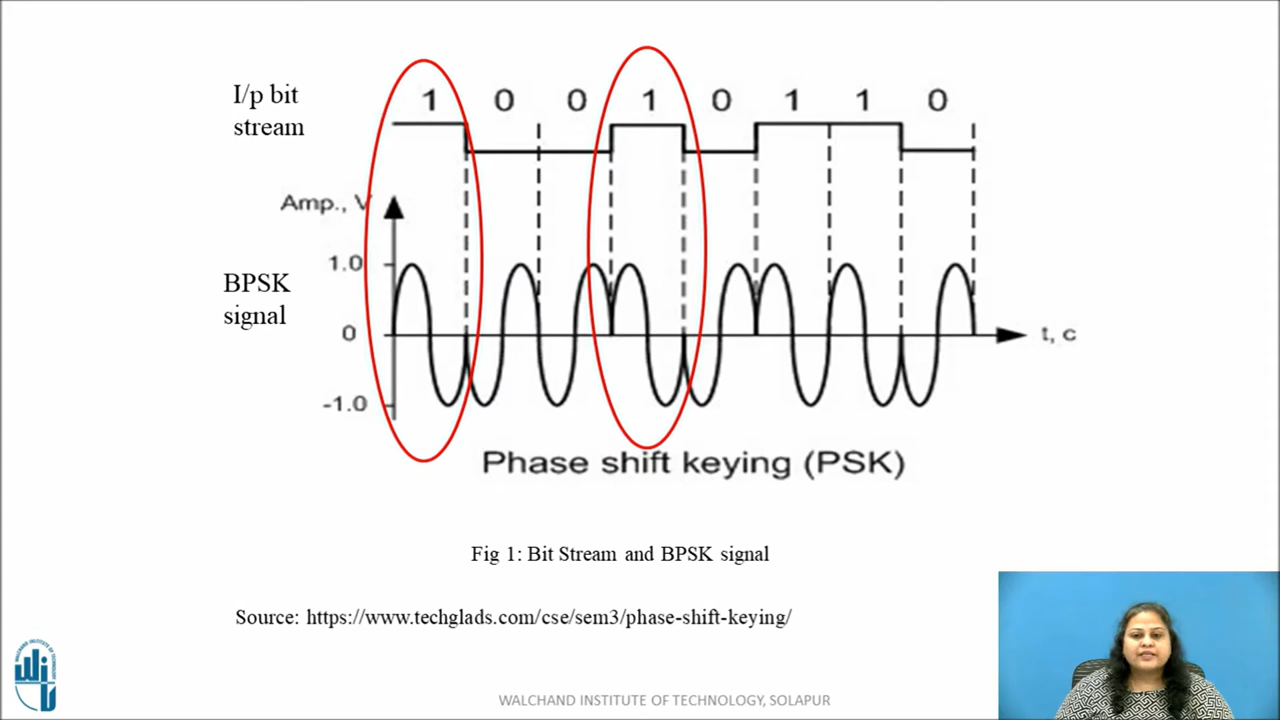 I/p bit
stream
1 0 0 1 0 1 1 0
Amp., V
1.0
BPSK
signal
0
t, c
-1.0
Phase shift keying (PSK)
Fig 1: Bit Stream and BPSK signal
Source: https://www.techglads.com/cse/sem3/phase-shift-keying/
WALCHAND INSTITUTE OF TECHNOLOGY, SOLAPUR